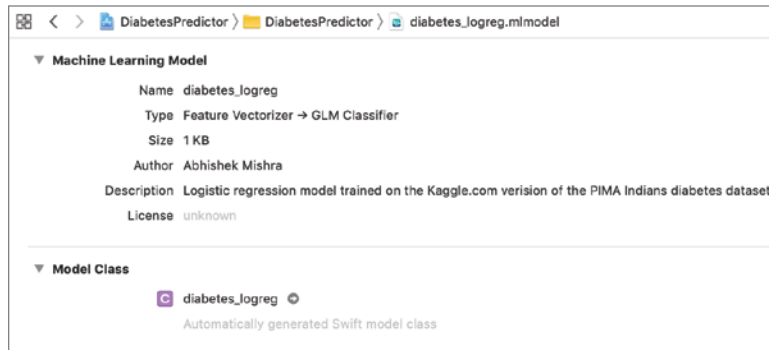 DiabetesPredictor 〉 DiabetesPredictor 〉 diabetes_logreg.mlmodel
Machine Learning Model
Name diabetes_logreg
Type Feature Vectorizer → GLM Classifier
Size 1 KB
Author Abhishek Mishra
Description Logistic regression model trained on the Kaggle.com verision of the PIMA Indians diabetes dataset
License unknown
Model Class
C diabetes_logreg
Automatically generated Swift model class